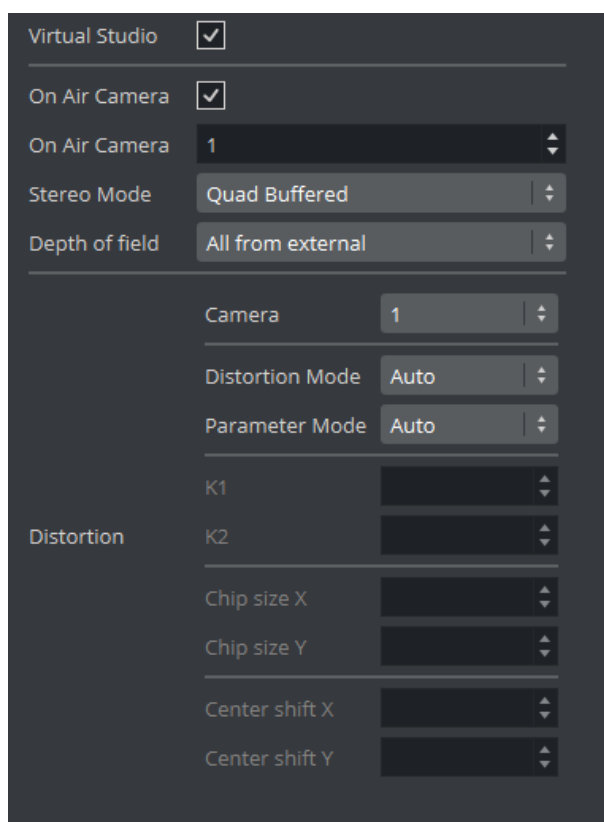 Virtual Studio
On Air Camera
On Air Camera 1
Stereo Mode Quad Buffered
Depth of field All from external
Camera 1
Distortion Mode Auto
Parameter Mode Auto
K1
Distortion K2
Chip size X
Chip size Y
Center shift X
Center shift Y